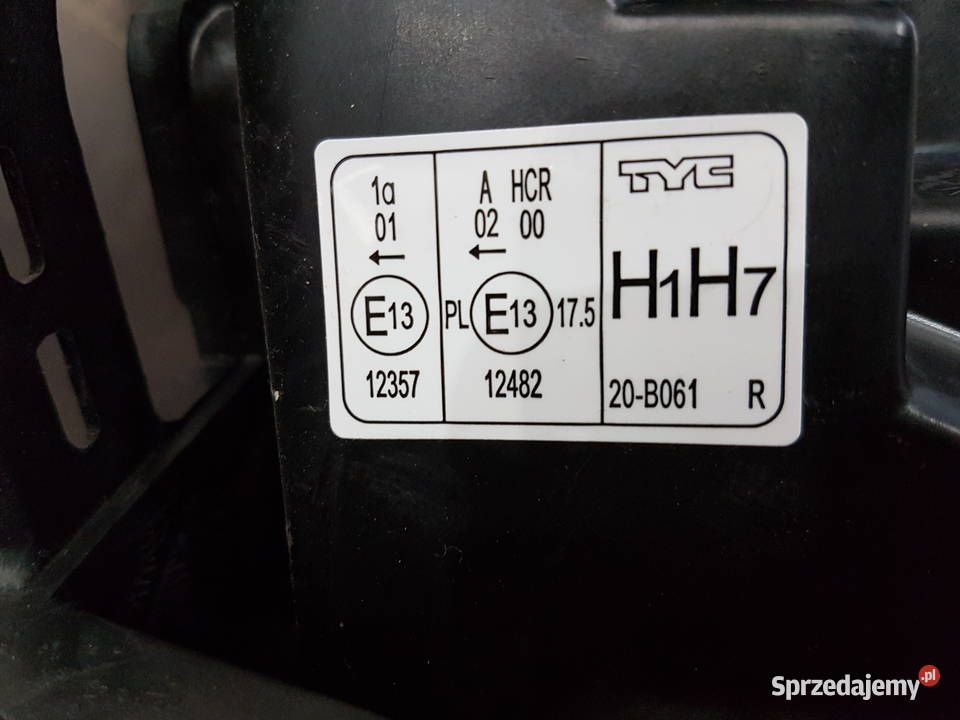 1a
01
←
E13
12357
A HCR
02 00
←
PL E13 17.5
12482
TYC
H1H7
20-B061 R
Sprzedajemy.pl